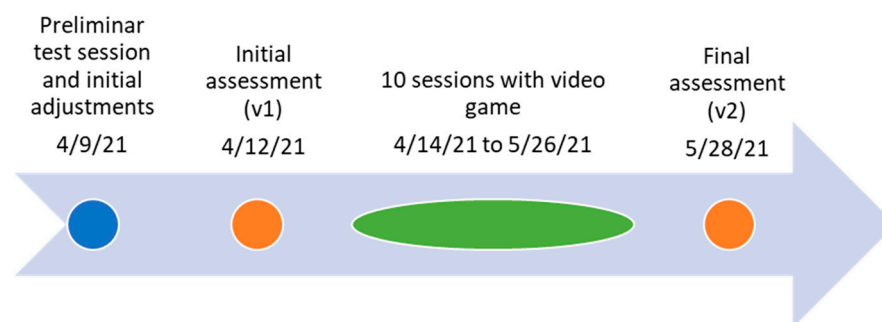 Preliminar
test session
and initial
adjustments
4/9/21
Initial
assessment
(v1)
4/12/21
10 sessions with video
game
4/14/21 to 5/26/21
Final
assessment
(v2)
5/28/21